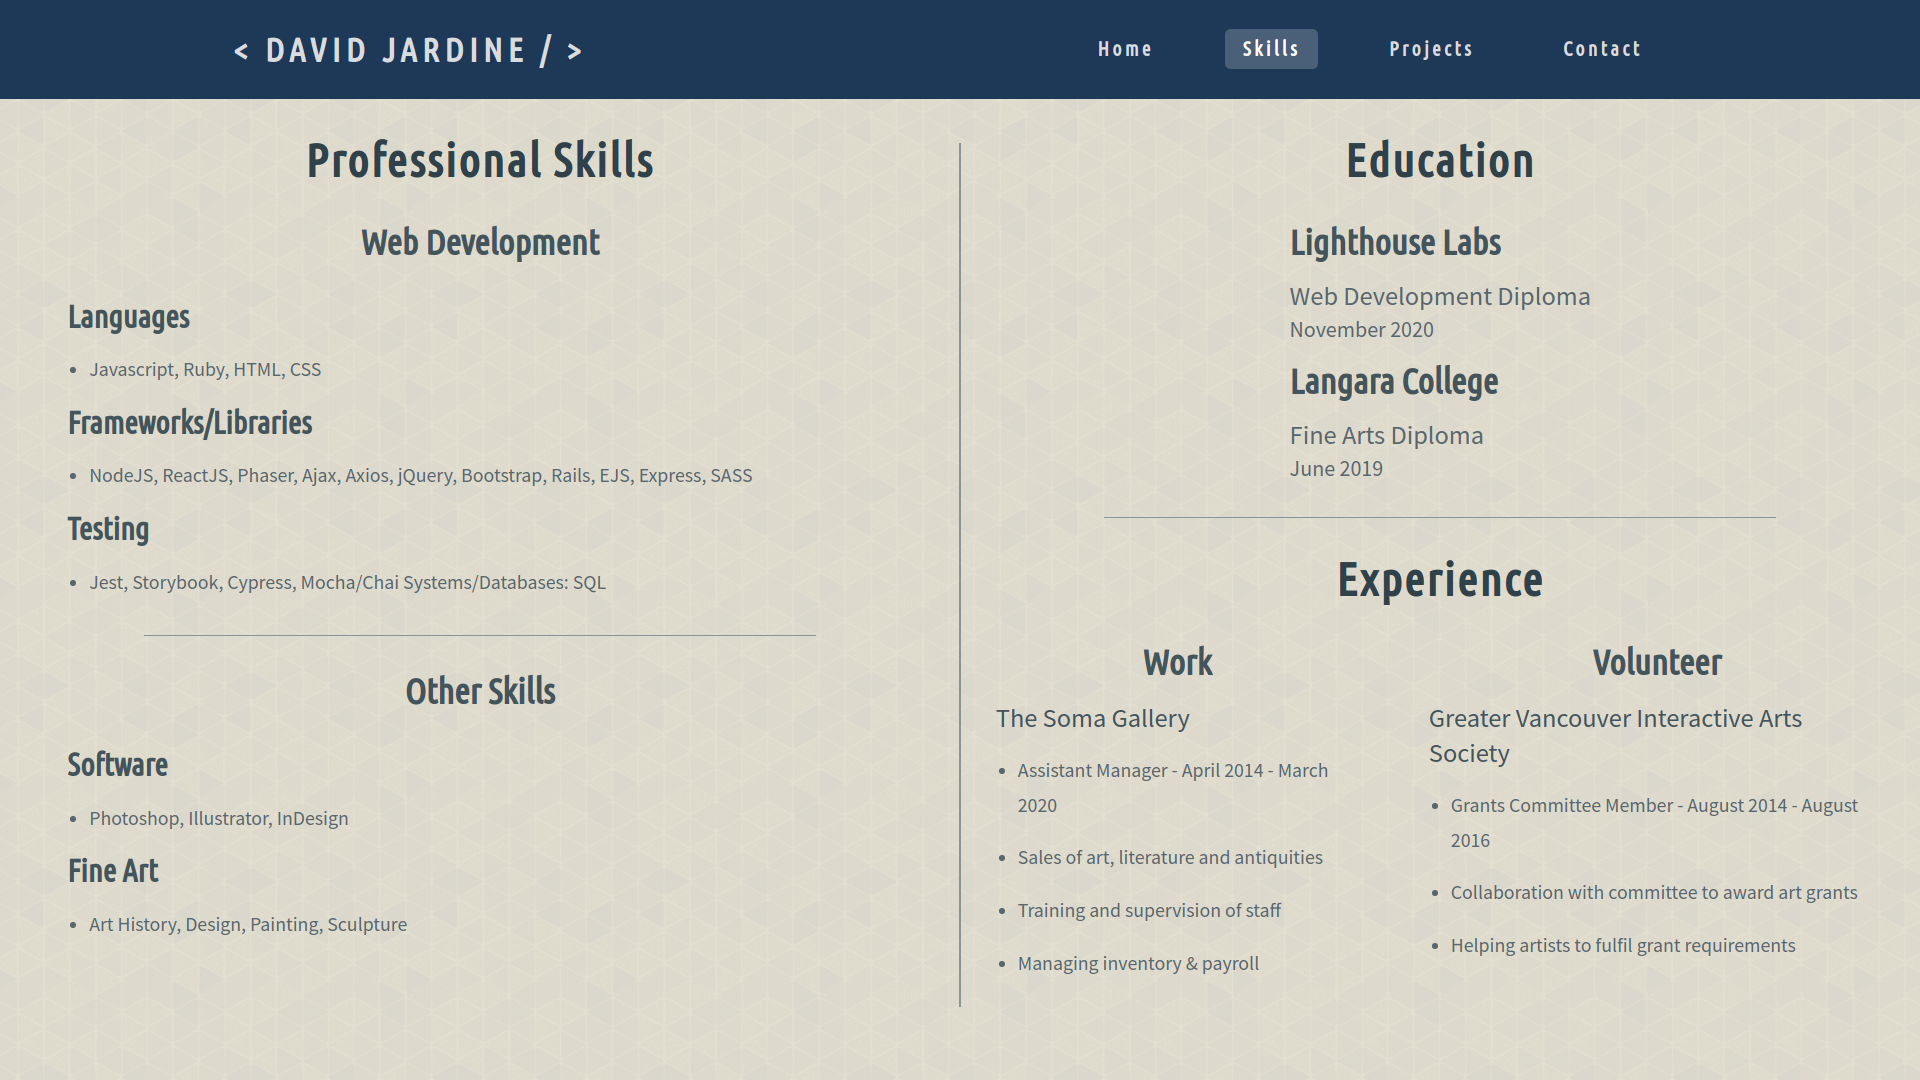 < DAVID JARDINE / >
Home
Skills
Projects
Contact
Professional Skills
Web Development
Languages
• Javascript, Ruby, HTML, CSS
Frameworks/Libraries
• NodeJS, ReactJS, Phaser, Ajax, Axios, jQuery, Bootstrap, Rails, EJS, Express, SASS
Testing
• Jest, Storybook, Cypress, Mocha/Chai Systems/Databases: SQL
Other Skills
Software
• Photoshop, Illustrator, InDesign
Fine Art
• Art History, Design, Painting, Sculpture
Education
Lighthouse Labs
Web Development Diploma
November 2020
Langara College
Fine Arts Diploma
June 2019
Experience
Work
The Soma Gallery
• Assistant Manager - April 2014 - March
2020
• Sales of art, literature and antiquities
• Training and supervision of staff
• Managing inventory & payroll
Volunteer
Greater Vancouver Interactive Arts
Society
• Grants Committee Member - August 2014 - August
2016
• Collaboration with committee to award art grants
• Helping artists to fulfil grant requirements